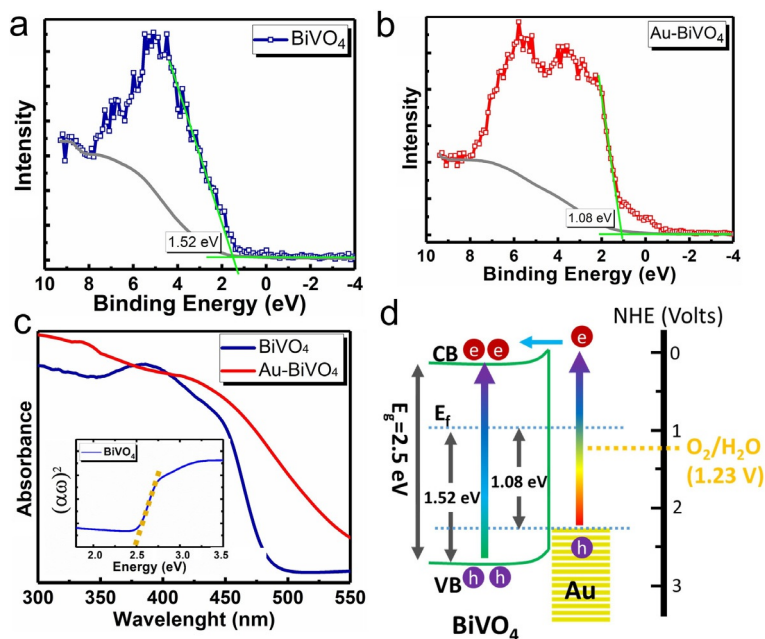 a
BiVO4
Intensity
1.52 eV
10 8 6 4 2 0 -2 -4
Binding Energy (eV)
b
Au-BiVO4
Intensity
1.08 eV
10 8 6 4 2 0 -2 -4
Binding Energy (eV)
c
BiVO4
Au-BiVO4
Absorbance
BiVO4
(αω)2
2.0 2.5 3.0 3.5
Energy (eV)
300 350 400 450 500 550
Wavelenght (nm)
d
NHE (Volts)
CB
e e
e
0
Eg=2.5 eV
Ef
1
O2/H2O
(1.23 V)
1.52 eV
1.08 eV
2
h
VB
h h
Au
3
BiVO4